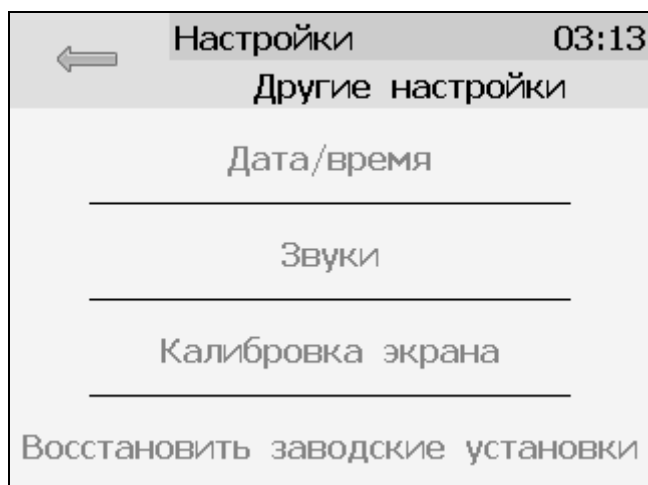 Настройки 03:13
Другие настройки
Дата/время
Звуки
Калибровка экрана
Восстановить заводские установки